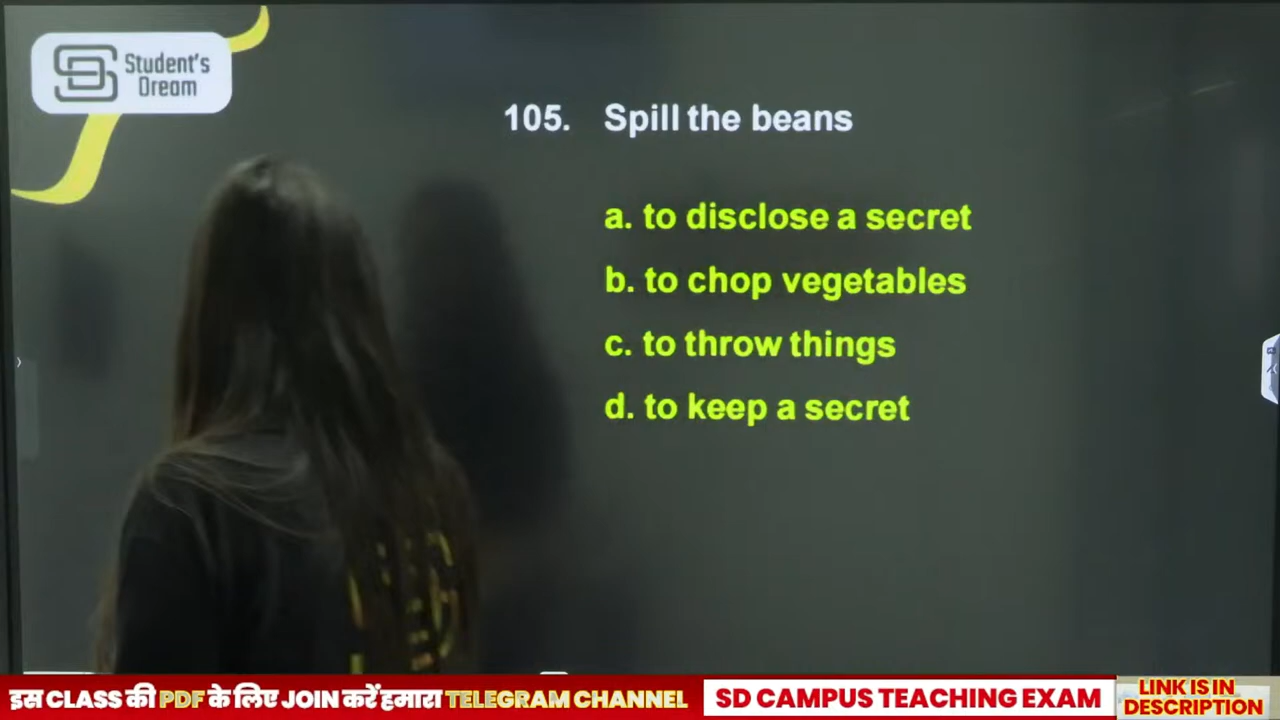 Student's
Dream
105. Spill the beans
a. to disclose a secret
b. to chop vegetables
c. to throw things
d. to keep a secret
इस CLASS की PDF के लिए JOIN करें हमारा TELEGRAM CHANNEL
SD CAMPUS TEACHING EXAM
LINK IS IN
DESCRIPTION